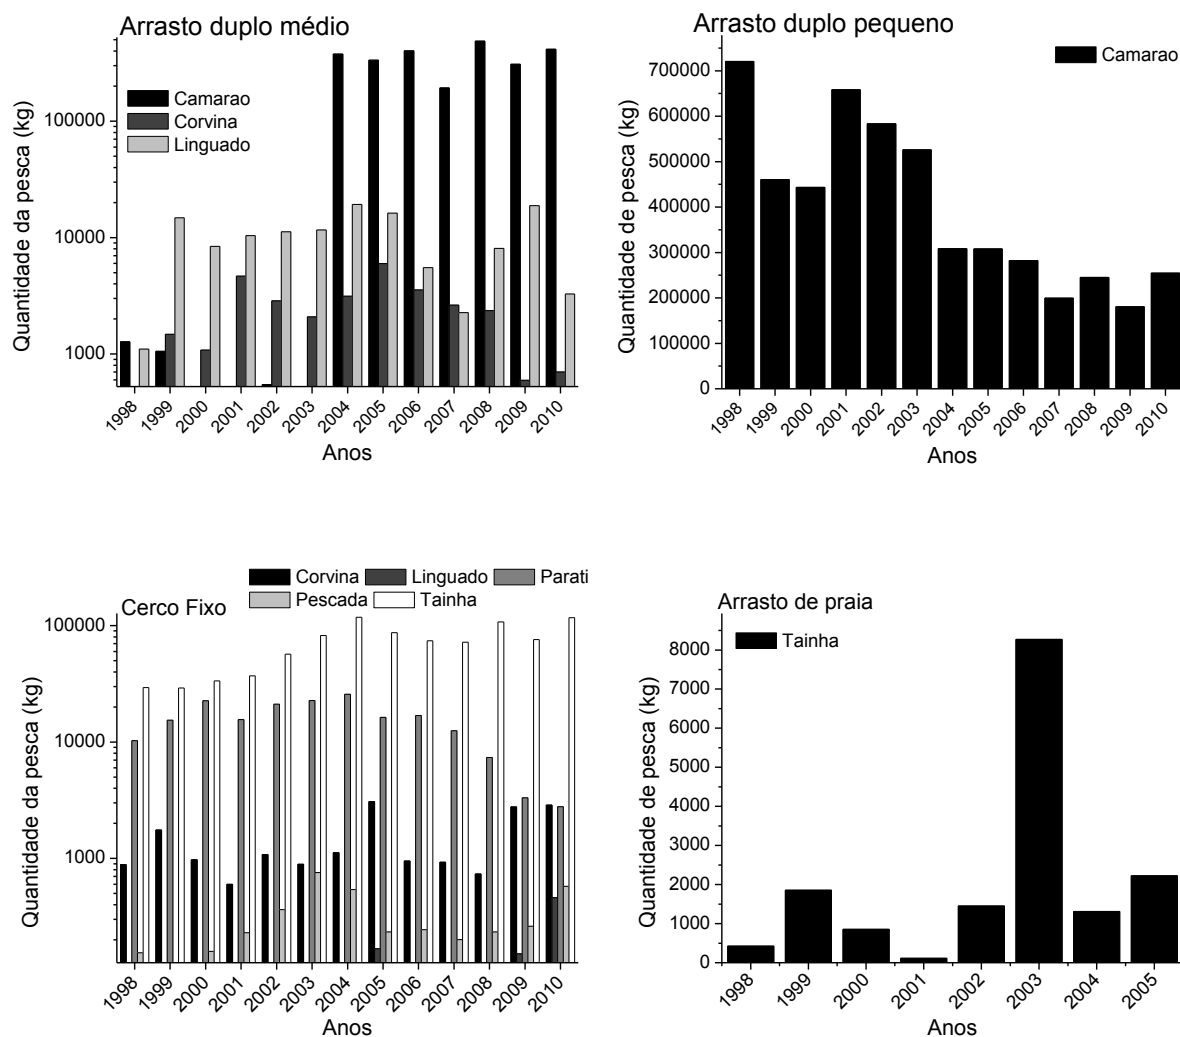 Arrasto duplo médio
Camarao
Corvina
Linguado
Quantidade da pesca (kg)
100000
10000
1000
1998 1999 2000 2001 2002 2003 2004 2005 2006 2007 2008 2009 2010
Anos
Arrasto duplo pequeno
Camarao
Quantidade de pesca (kg)
700000
600000
500000
400000
300000
200000
100000
0
1998 1999 2000 2001 2002 2003 2004 2005 2006 2007 2008 2009 2010
Anos
Corvina Linguado Parati
Pescada Tainha
Cerco Fixo
Quantidade da pesca (kg)
100000
10000
1000
1998 1999 2000 2001 2002 2003 2004 2005 2006 2007 2008 2009 2010
Anos
Arrasto de praia
Tainha
Quantidade de pesca (kg)
8000
7000
6000
5000
4000
3000
2000
1000
0
1998 1999 2000 2001 2002 2003 2004 2005
Anos